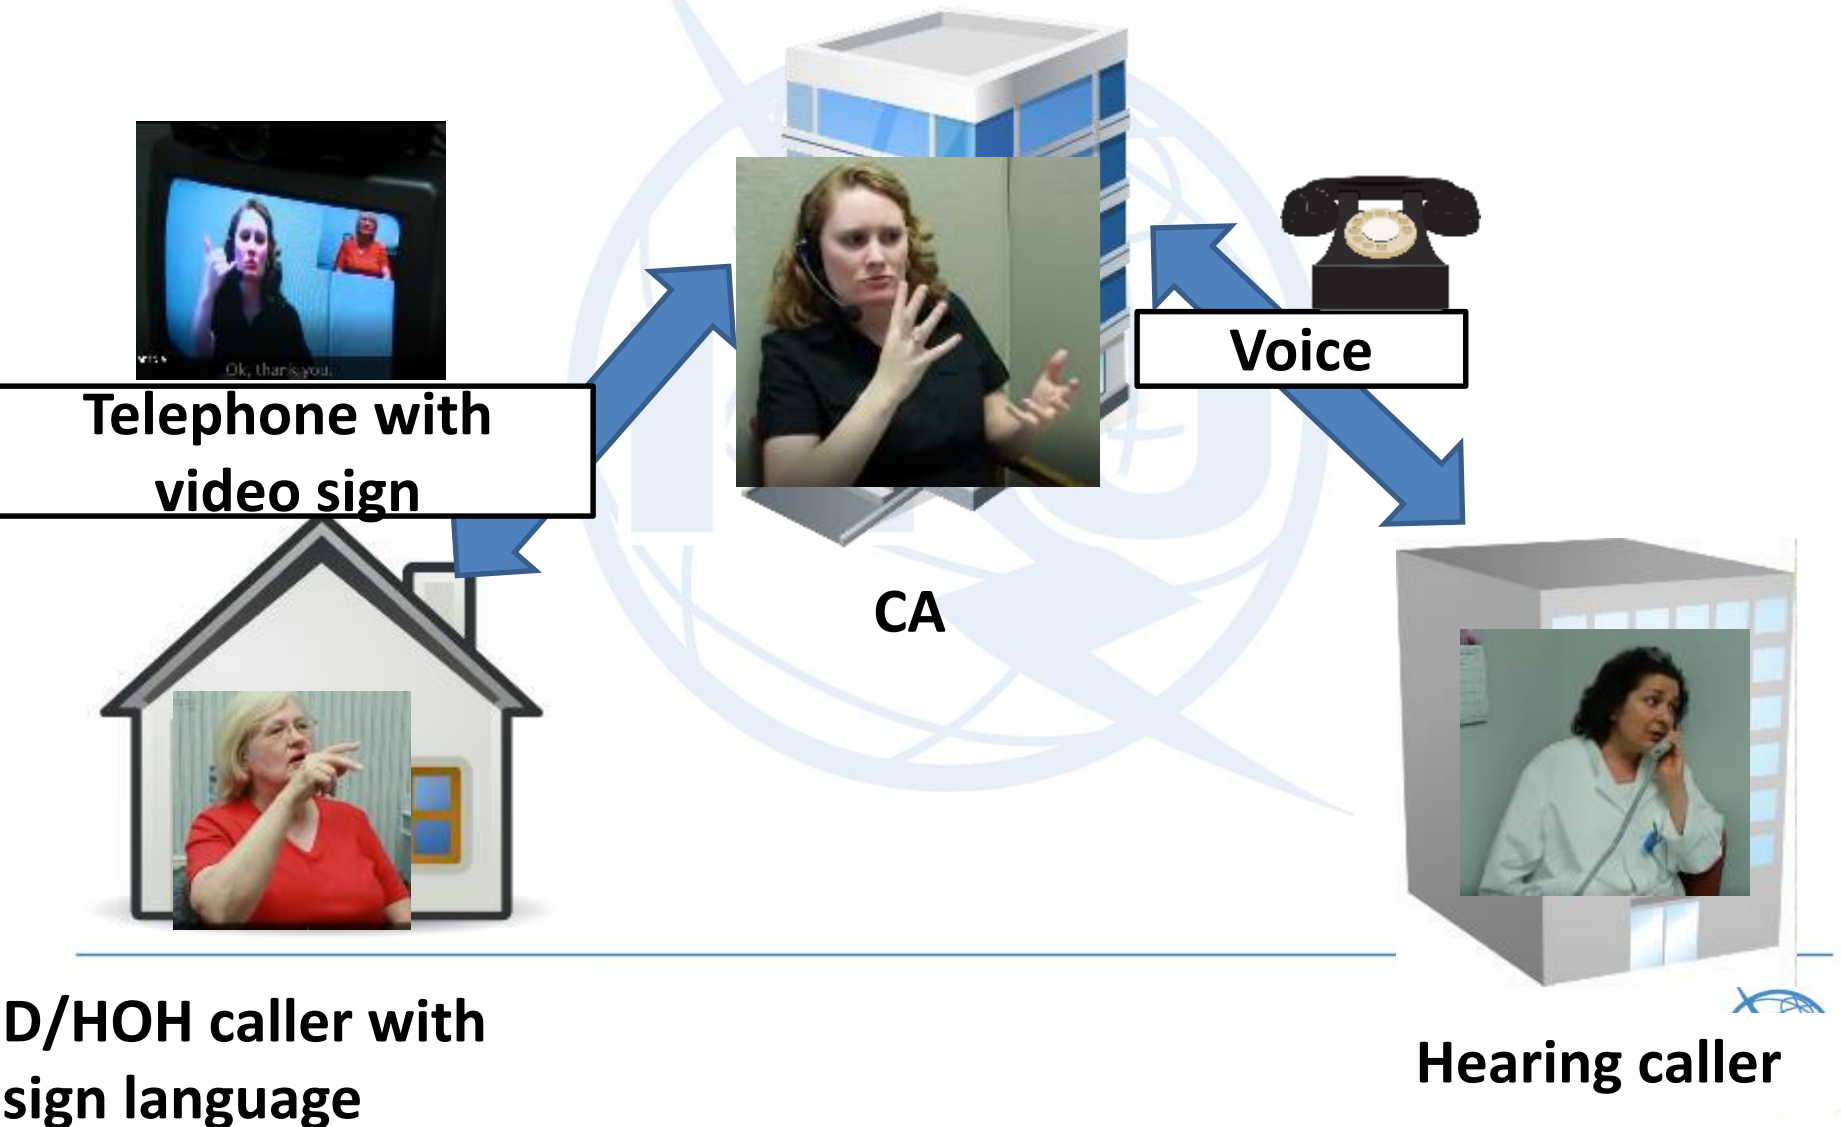 Ok, thank you.
Telephone with
video sign
Voice
CA
D/HOH caller with
sign language
Hearing caller